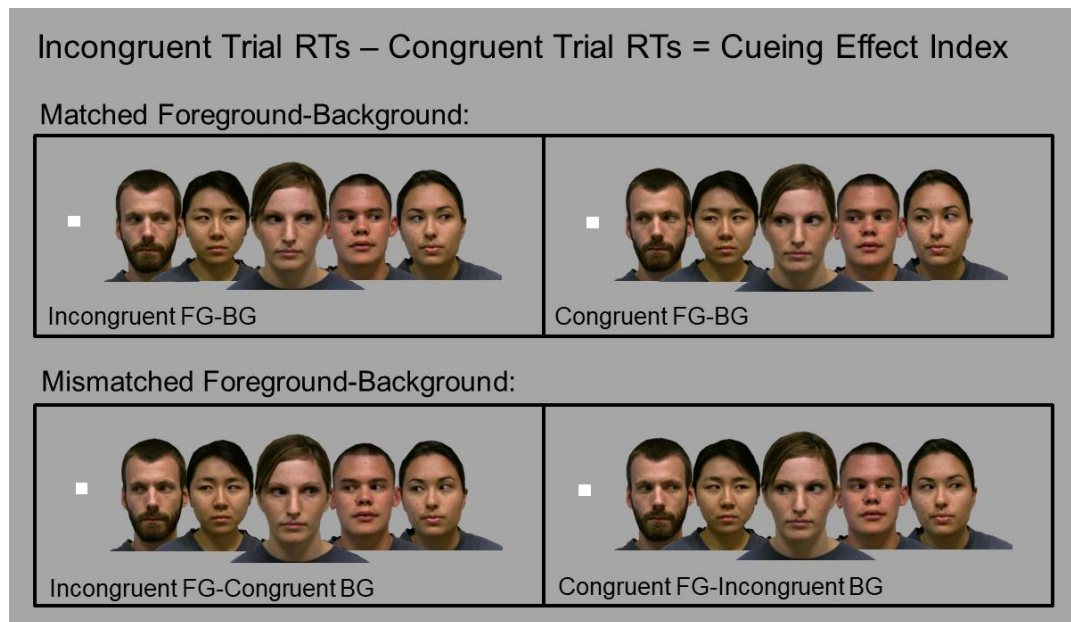 Incongruent Trial RTs – Congruent Trial RTs = Cueing Effect Index
Matched Foreground-Background:
Incongruent FG-BG
Congruent FG-BG
Mismatched Foreground-Background:
Incongruent FG-Congruent BG
Congruent FG-Incongruent BG